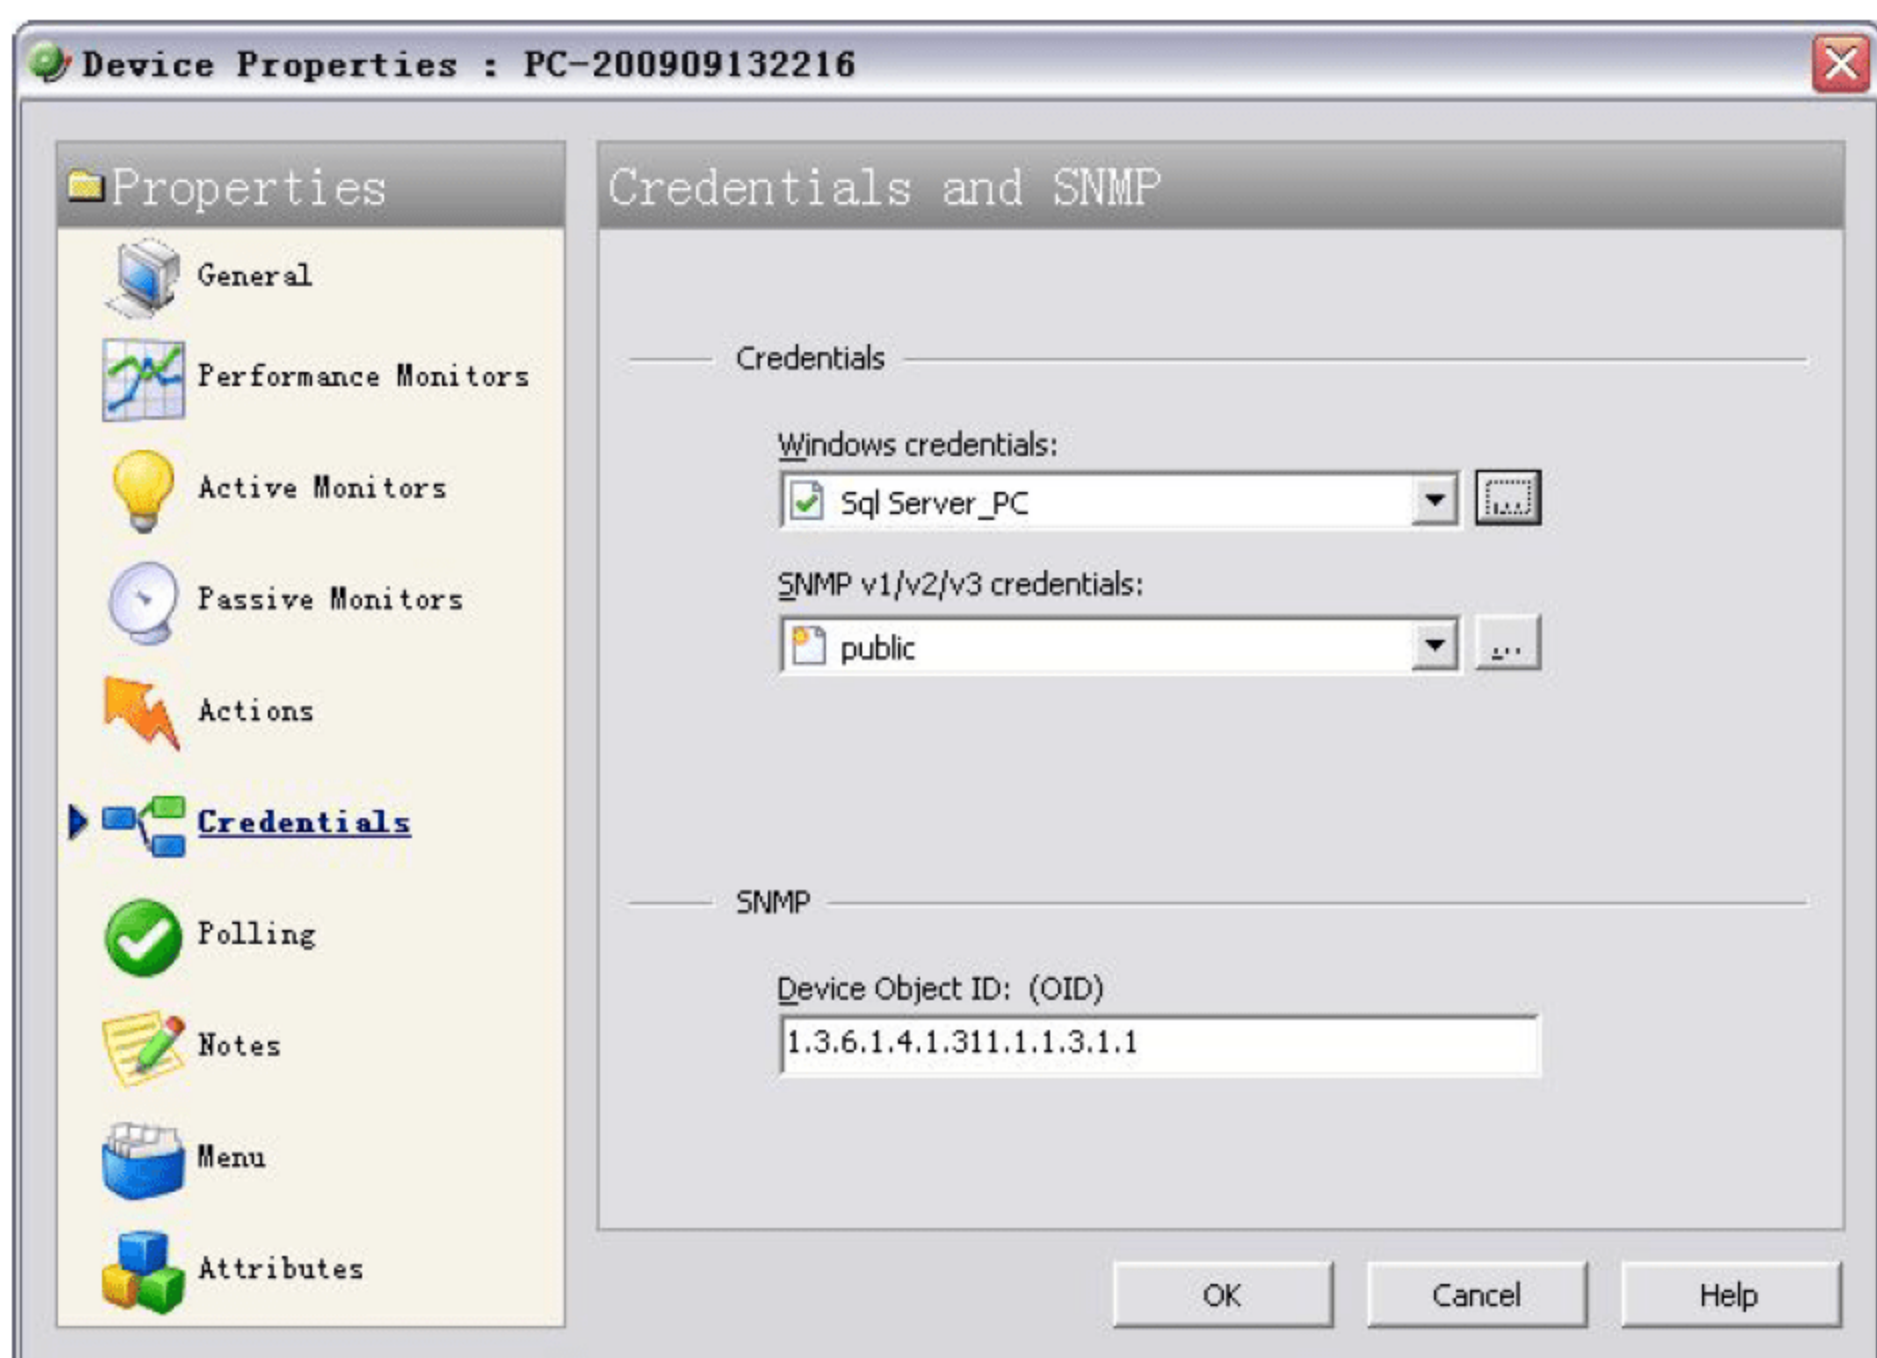 Device Properties : PC-200909132216
Properties
General
Performance Monitors
Active Monitors
Passive Monitors
Actions
Credentials
Polling
Notes
Menu
Attributes
Credentials and SNMP
Credentials
Windows credentials:
Sql Server_PC
...
SNMP v1/v2/v3 credentials:
public
...
SNMP
Device Object ID: (OID)
1.3.6.1.4.1.311.1.1.3.1.1
OK
Cancel
Help